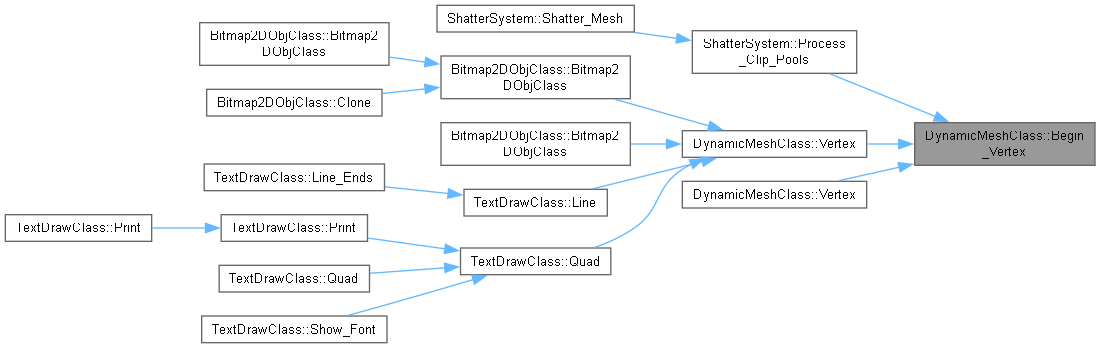 ShatterSystem::Shatter_Mesh
Bitmap2DObjClass::Bitmap2
DObjClass
ShatterSystem::Process
_Clip_Pools
Bitmap2DObjClass::Bitmap2
DObjClass
Bitmap2DObjClass::Clone
DynamicMeshClass::Begin
_Vertex
Bitmap2DObjClass::Bitmap2
DObjClass
DynamicMeshClass::Vertex
TextDrawClass::Line_Ends
TextDrawClass::Line
DynamicMeshClass::Vertex
TextDrawClass::Print
TextDrawClass::Print
TextDrawClass::Quad
TextDrawClass::Quad
TextDrawClass::Show_Font